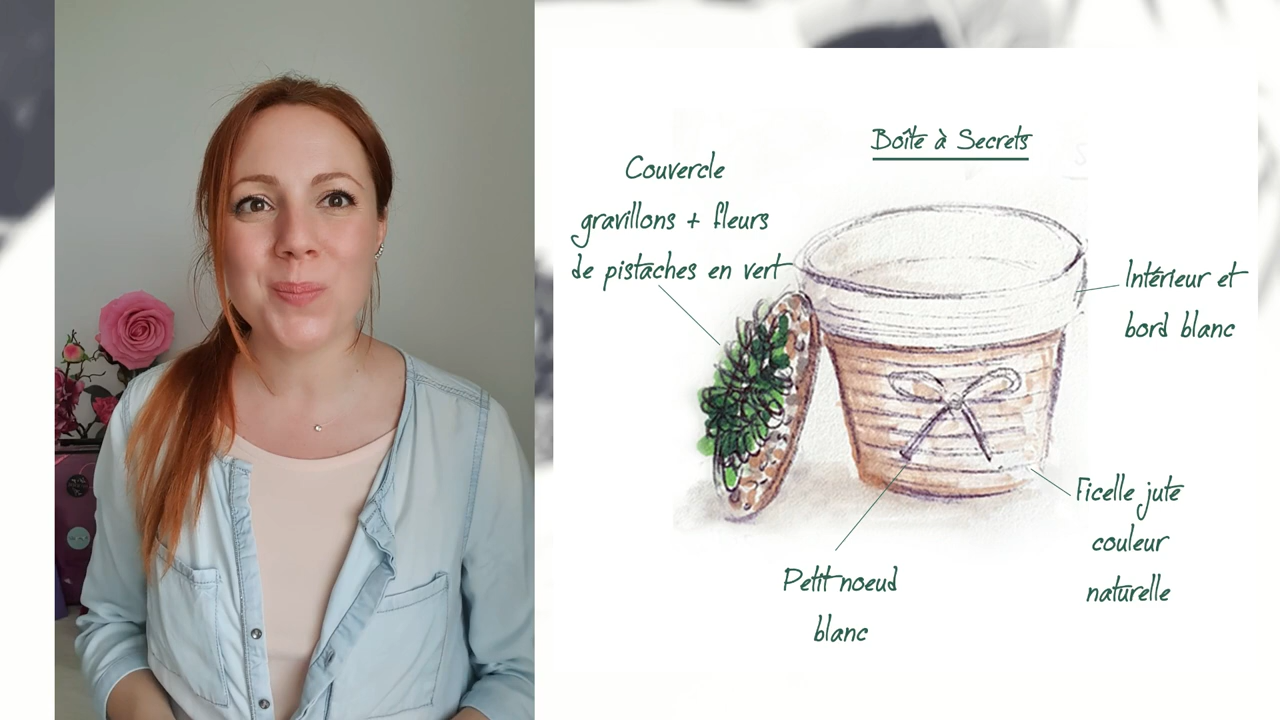 Boîte à Secrets
Couvercle
gravillons + fleurs
de pistaches en vert
Intérieur et
bord blanc
Ficelle jute
couleur
naturelle
Petit noeud
blanc